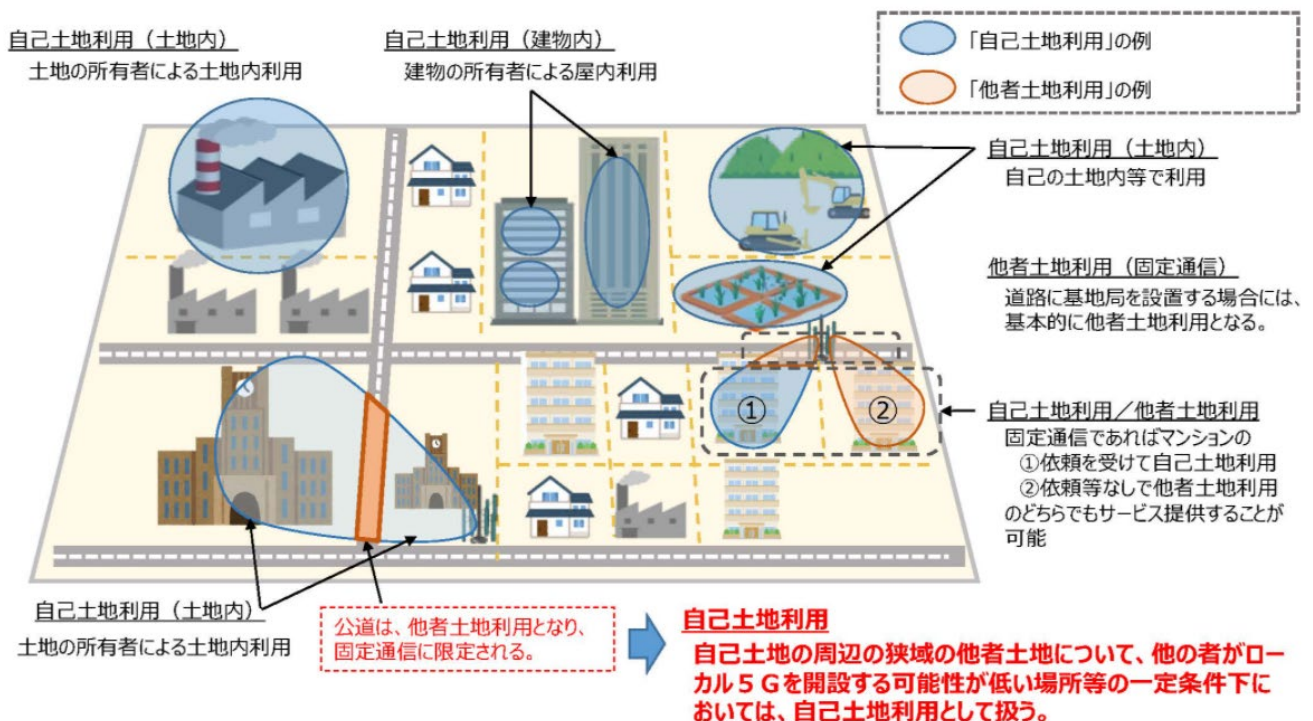 自己土地利用（土地内）
土地の所有者による土地内利用
自己土地利用（建物内）
建物の所有者による屋内利用
「自己土地利用」の例
「他者土地利用」の例
自己土地利用（土地内）
自己の土地内等で利用
他者土地利用（固定通信）
道路に基地局を設置する場合には、
基本的に他者土地利用となる。
①
②
自己土地利用／他者土地利用
固定通信であればマンションの
①依頼を受けて自己土地利用
②依頼等なしで他者土地利用
のどちらでもサービス提供することが
可能
自己土地利用（土地内）
土地の所有者による土地内利用
公道は、他者土地利用となり、
固定通信に限定される。
自己土地利用
自己土地の周辺の狭域の他者土地について、他の者がロー
カル５Ｇを開設する可能性が低い場所等の一定条件下に
おいては、自己土地利用として扱う。